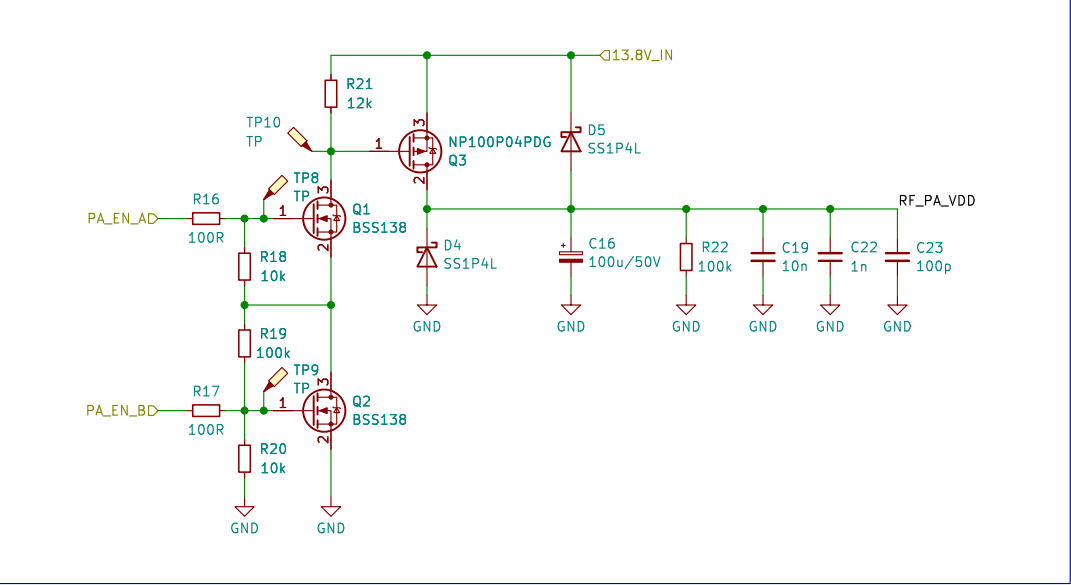 13.8V_IN
R21
12k
TP10
TP
3
1
NP100P04PDG
Q3
2
D5
SS1P4L
TP8
TP
3
R16
PA_EN_A
100R
1
Q1
BSS138
2
RF_PA_VDD
D4
SS1P4L
GND
+
C16
100u/50V
GND
R22
100k
GND
C19
10n
GND
C22
1n
GND
C23
100p
GND
R18
10k
R19
100k
TP9
TP
3
R17
PA_EN_B
100R
1
Q2
BSS138
2
R20
10k
GND
GND